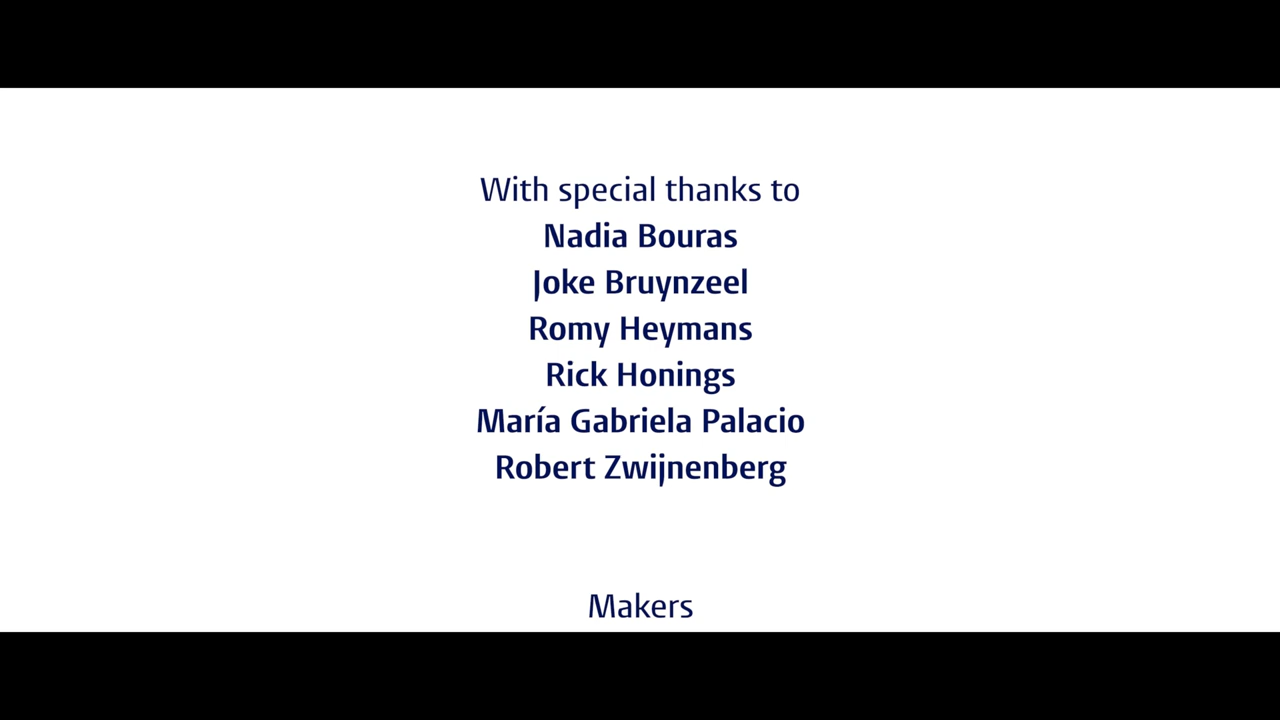 With special thanks to
Nadia Bouras
Joke Bruynzeel
Romy Heymans
Rick Honings
María Gabriela Palacio
Robert Zwijnenberg
Makers